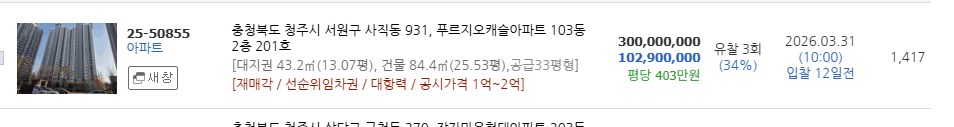 25-50855
아파트
새 창
충청북도 청주시 서원구 사직동 931, 푸르지오캐슬아파트 103동
2층 201호
[대지권 43.2㎡(13.07평), 건물 84.4㎡(25.53평),공급33평형]
[재매각 / 선순위임차권 / 대항력 / 공시가격 1억~2억]
300,000,000
102,900,000
평당 403만원
유찰 3회
(34%)
2026.03.31
(10:00)
입찰 12일전
1,417